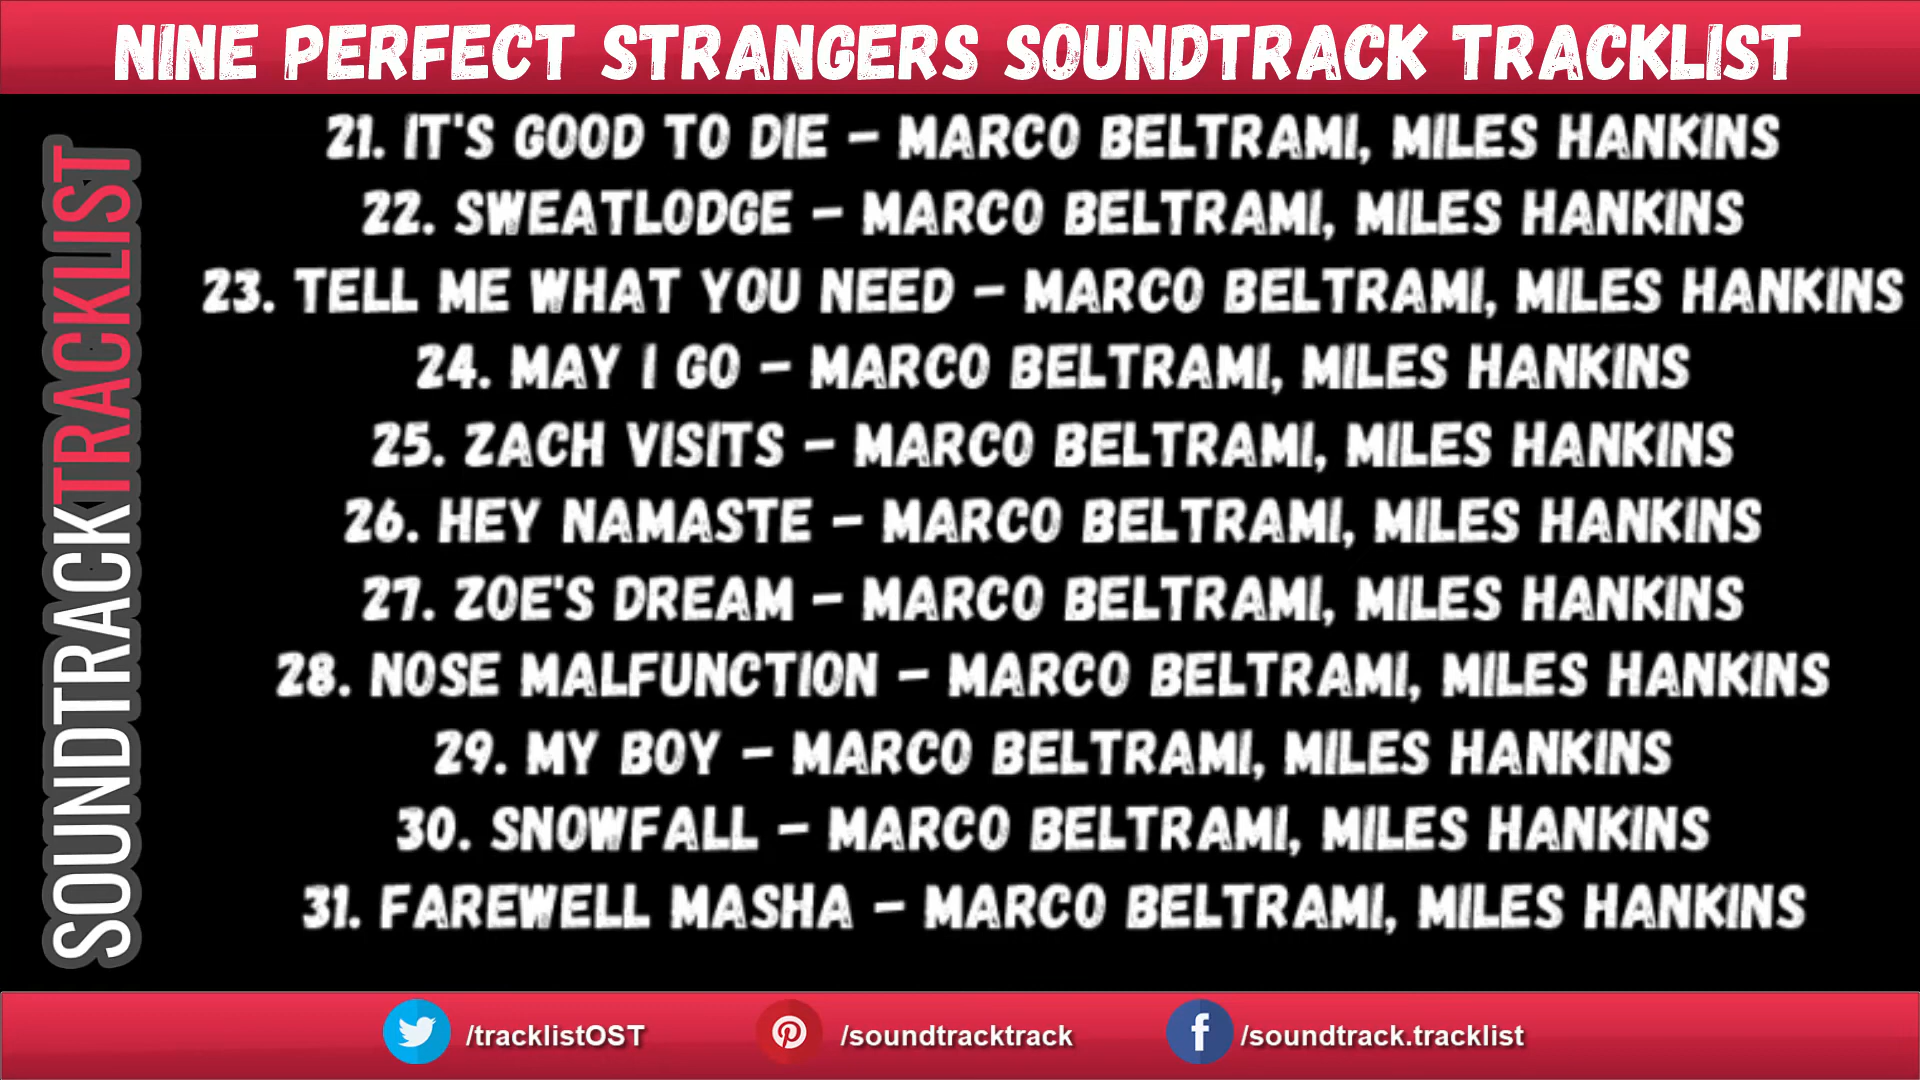 NINE PERFECT STRANGERS SOUNDTRACK TRACKLIST
SOUNDTRACKTRACKLIST
21. IT'S GOOD TO DIE – MARCO BELTRAMI, MILES HANKINS
22. SWEATLODGE – MARCO BELTRAMI, MILES HANKINS
23. TELL ME WHAT YOU NEED – MARCO BELTRAMI, MILES HANKINS
24. MAY I GO – MARCO BELTRAMI, MILES HANKINS
25. ZACH VISITS – MARCO BELTRAMI, MILES HANKINS
26. HEY NAMASTE – MARCO BELTRAMI, MILES HANKINS
27. ZOE'S DREAM – MARCO BELTRAMI, MILES HANKINS
28. NOSE MALFUNCTION – MARCO BELTRAMI, MILES HANKINS
29. MY BOY – MARCO BELTRAMI, MILES HANKINS
30. SNOWFALL – MARCO BELTRAMI, MILES HANKINS
31. FAREWELL MASHA – MARCO BELTRAMI, MILES HANKINS
/tracklistOST /soundtracktrack /soundtrack.tracklist